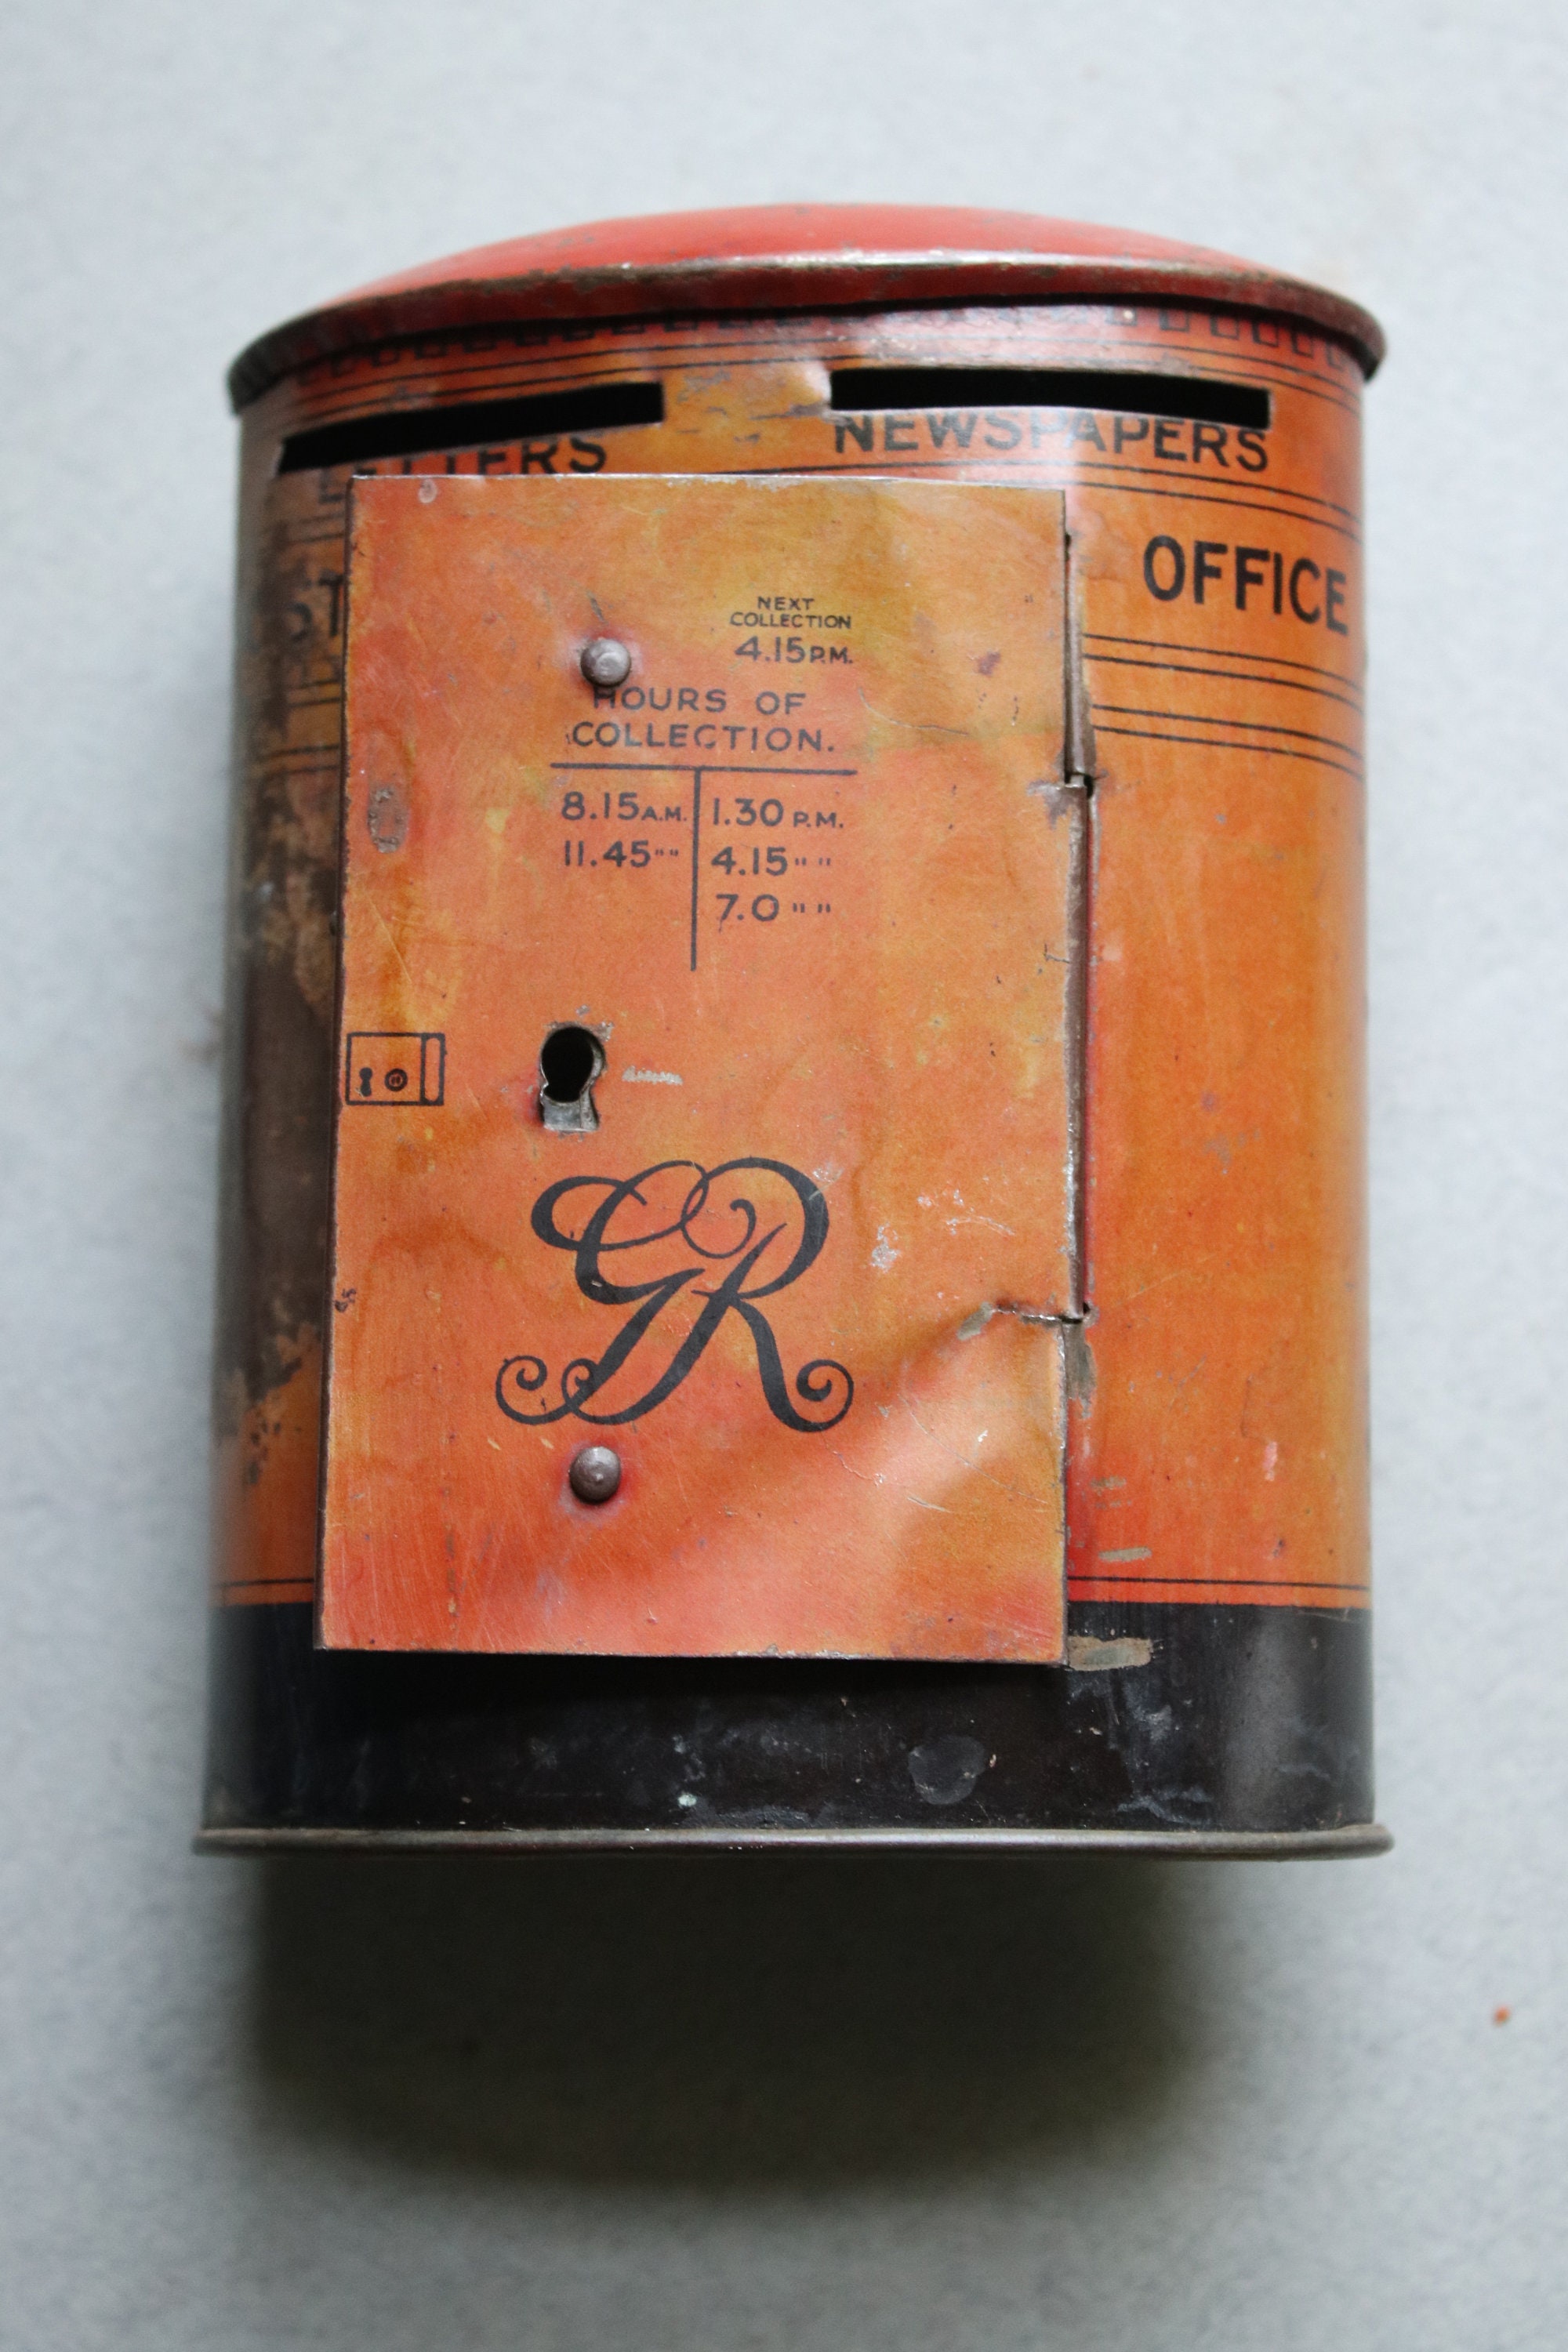 LETTERS NEWSPAPERS
OFFICE
NEXT
COLLECTION
4.15 P.M.
HOURS OF
COLLECTION.
8.15 A.M. 1.30 P.M.
11.45 " " 4.15 " "
7.0 " "
GR